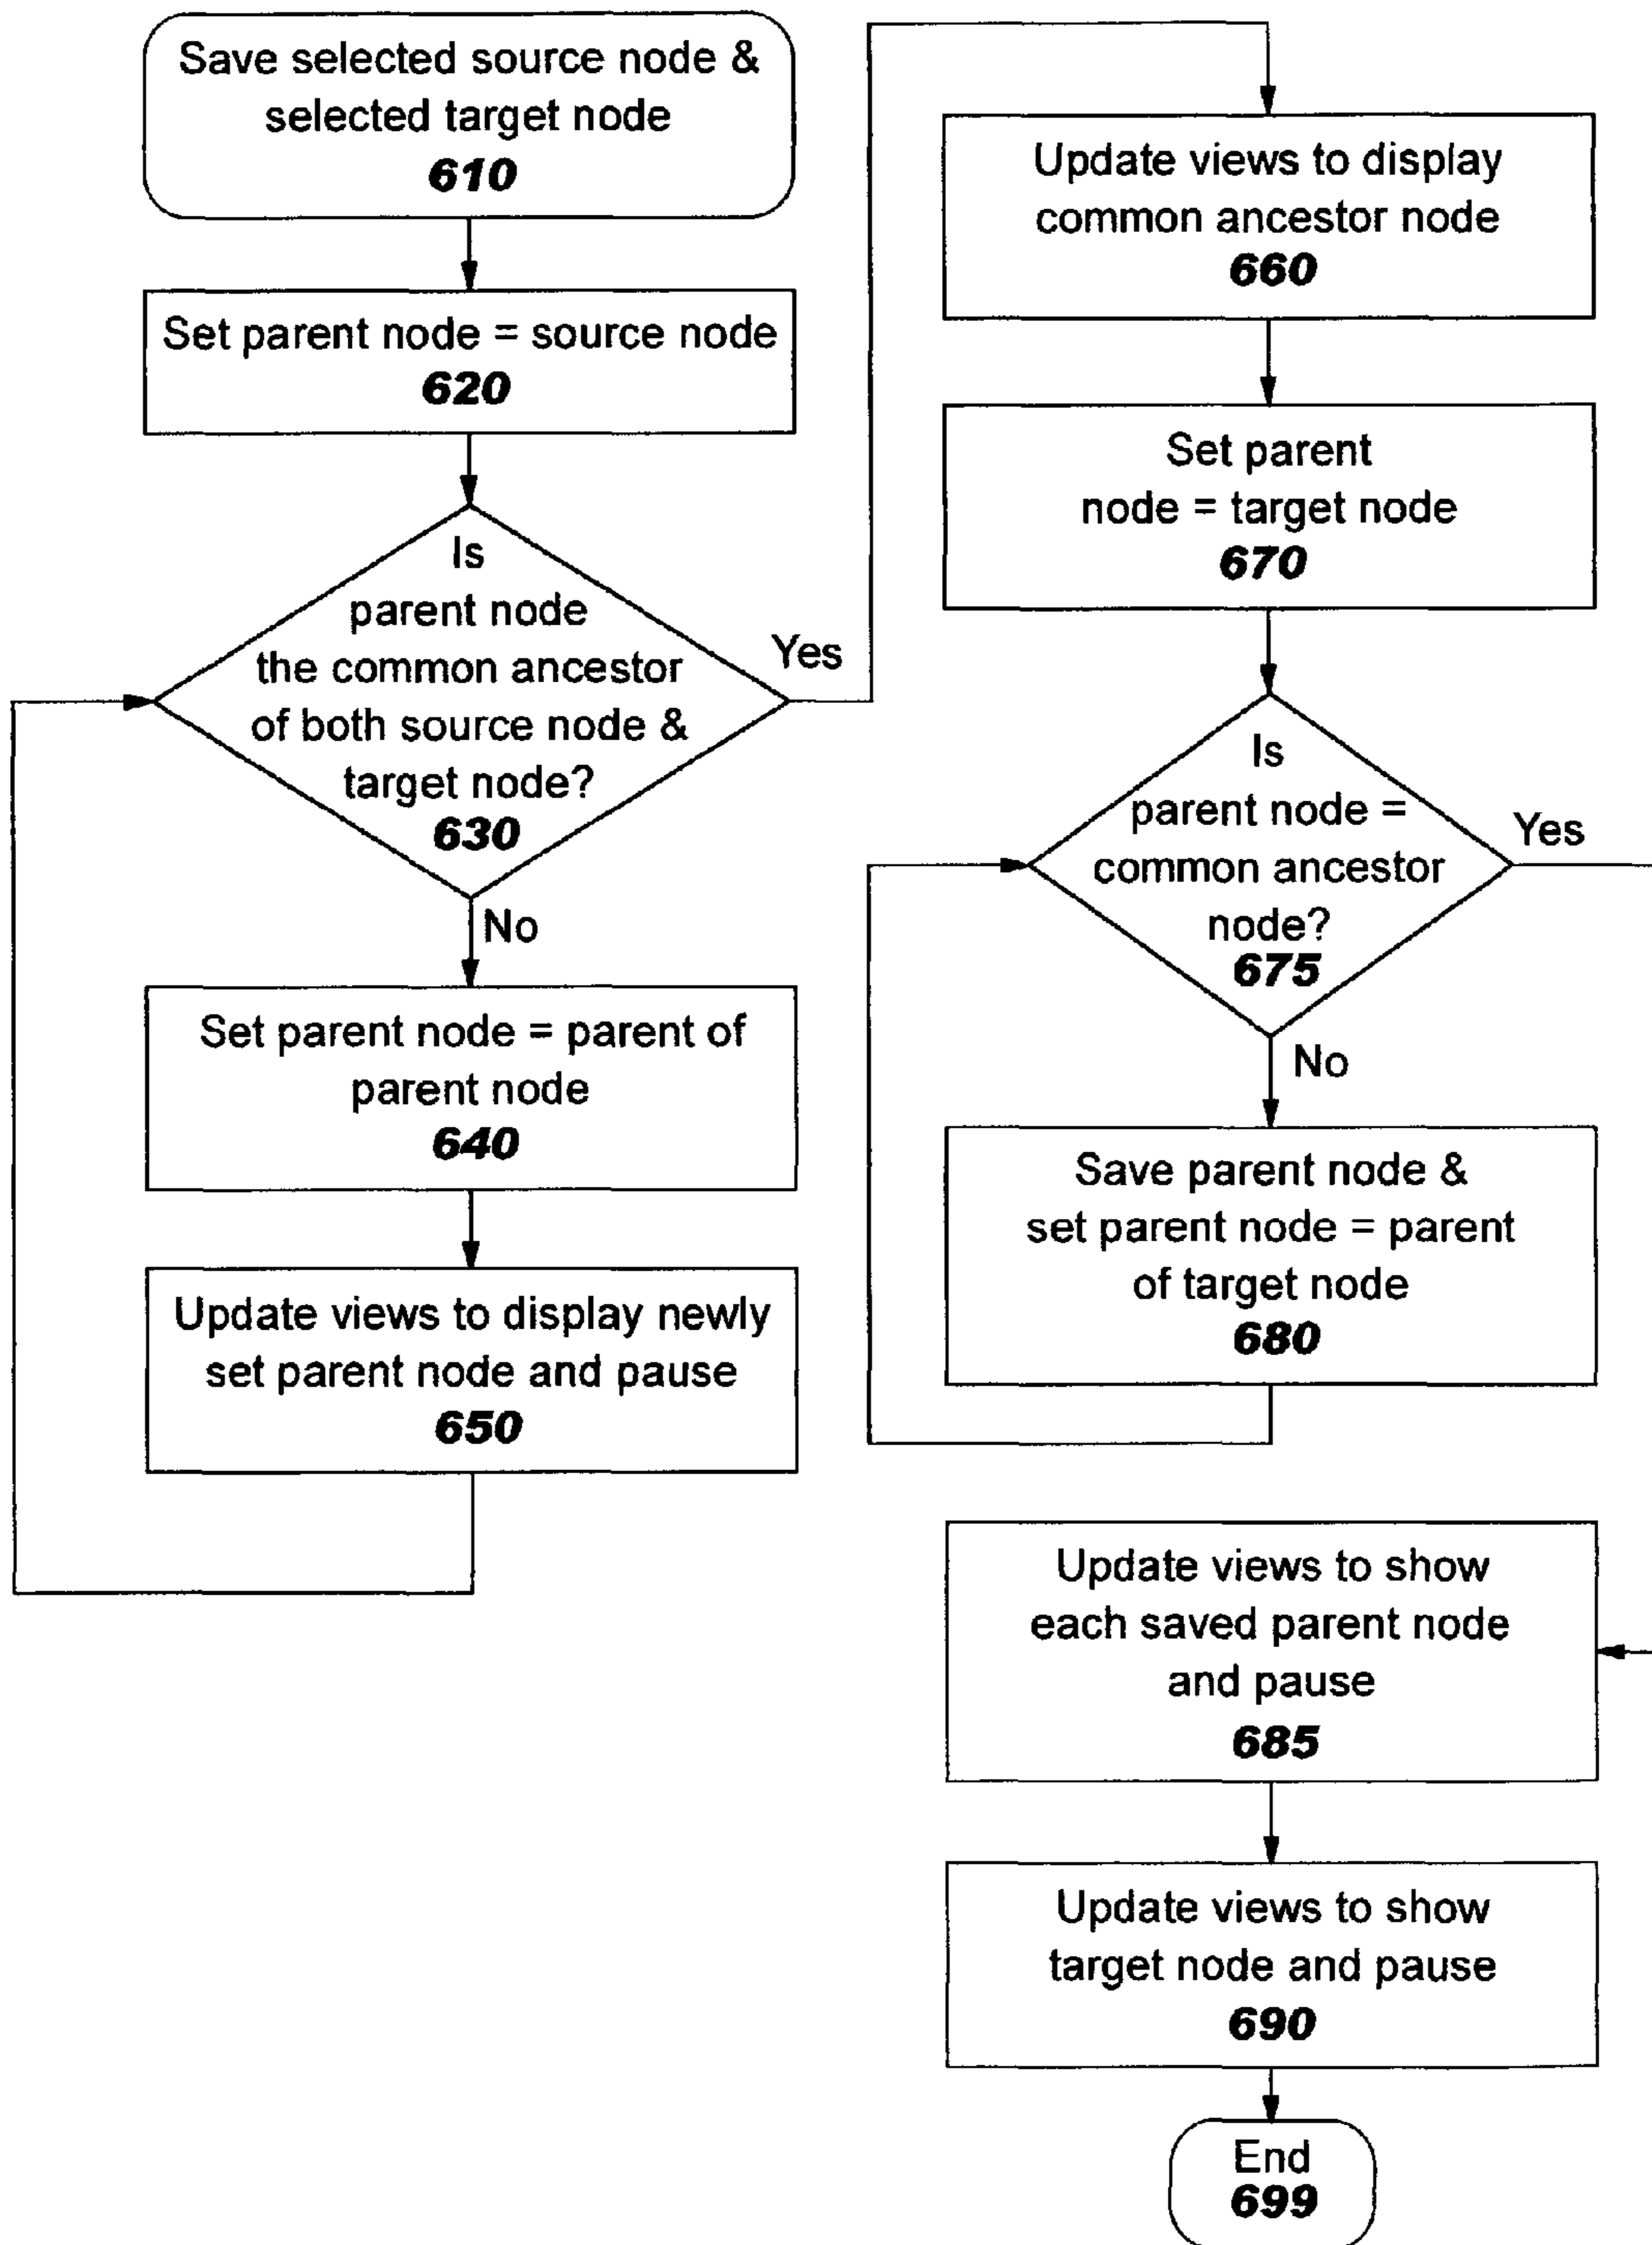 Save selected source node &
selected target node
610
Set parent node = source node
620
Is
parent node
the common ancestor
of both source node &
target node?
630
Yes
No
Set parent node = parent of
parent node
640
Update views to display newly
set parent node and pause
650
Update views to display
common ancestor node
660
Set parent
node = target node
670
Is
parent node =
common ancestor
node?
675
Yes
No
Save parent node &
set parent node = parent
of target node
680
Update views to show
each saved parent node
and pause
685
Update views to show
target node and pause
690
End
699